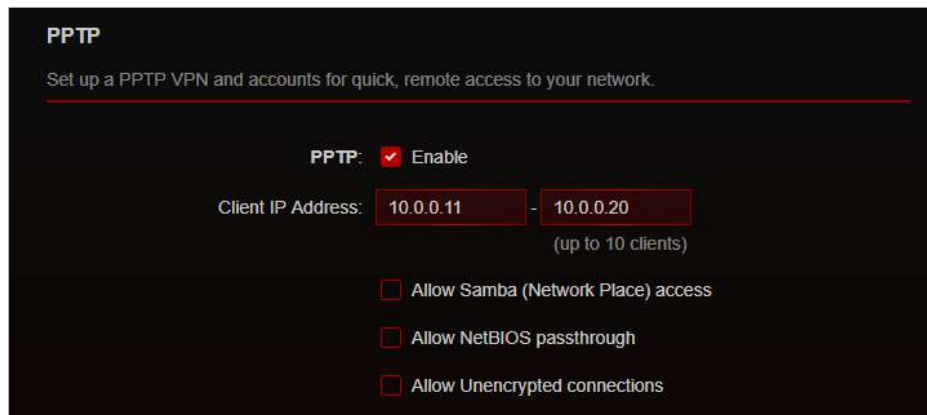 PPTP
Set up a PPTP VPN and accounts for quick, remote access to your network.
PPTP: Enable
Client IP Address: 10.0.0.11 - 10.0.0.20
(up to 10 clients)
Allow Samba (Network Place) access
Allow NetBIOS passthrough
Allow Unencrypted connections